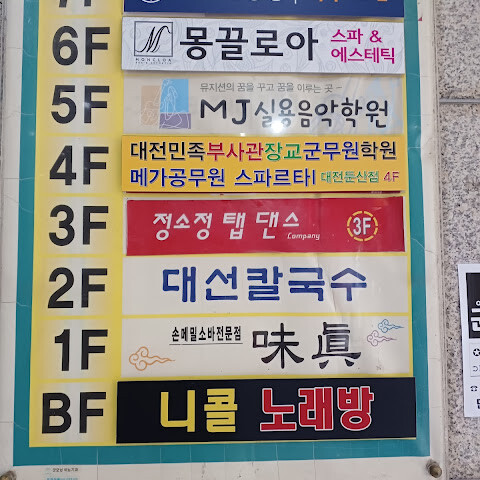 6F
MONCLOR
몽끌로아
스파 &
에스테틱
5F
뮤지션의 꿈을 꾸고 꿈을 이루는 곳 ~
MJ실용음악학원
4F
대전민족부사관장교군무원학원
메가공무원 스파르타! 대전둔산점 4F
3F
정소정 탭 댄스
Company
3F
2F
대선칼국수
1F
손메밀소바전문점
味眞
BF
니콜 노래방